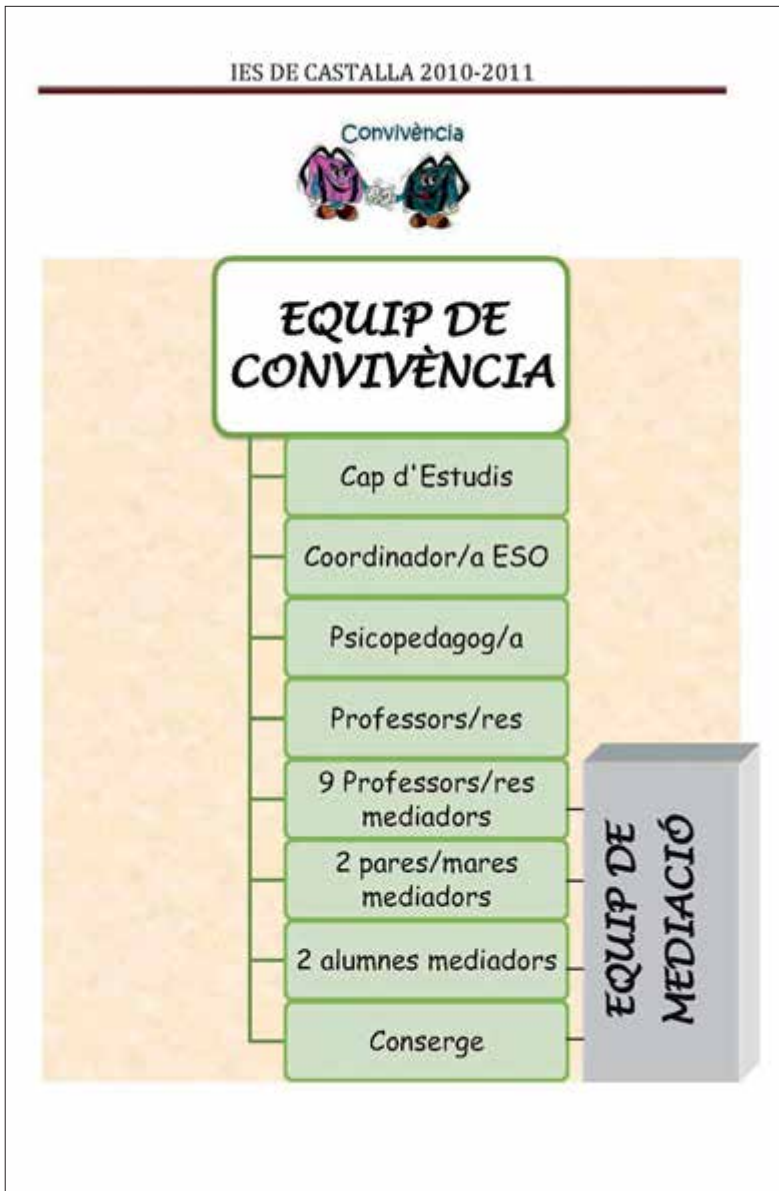 IES DE CASTALLA 2010-2011
Convivència
EQUIP DE
CONVIVÈNCIA
Cap d'Estudis
Coordinador/a ESO
Psicopedagog/a
Professors/res
9 Professors/res
mediadors
2 pares/mares
mediadors
2 alumnes mediadors
Conserge
EQUIP DE
MEDIACIÓ